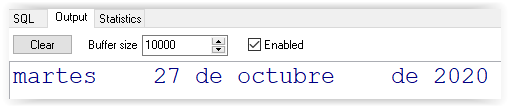 SQL Output Statistics
Clear Buffer size 10000 Enabled
martes    27 de octubre    de 2020